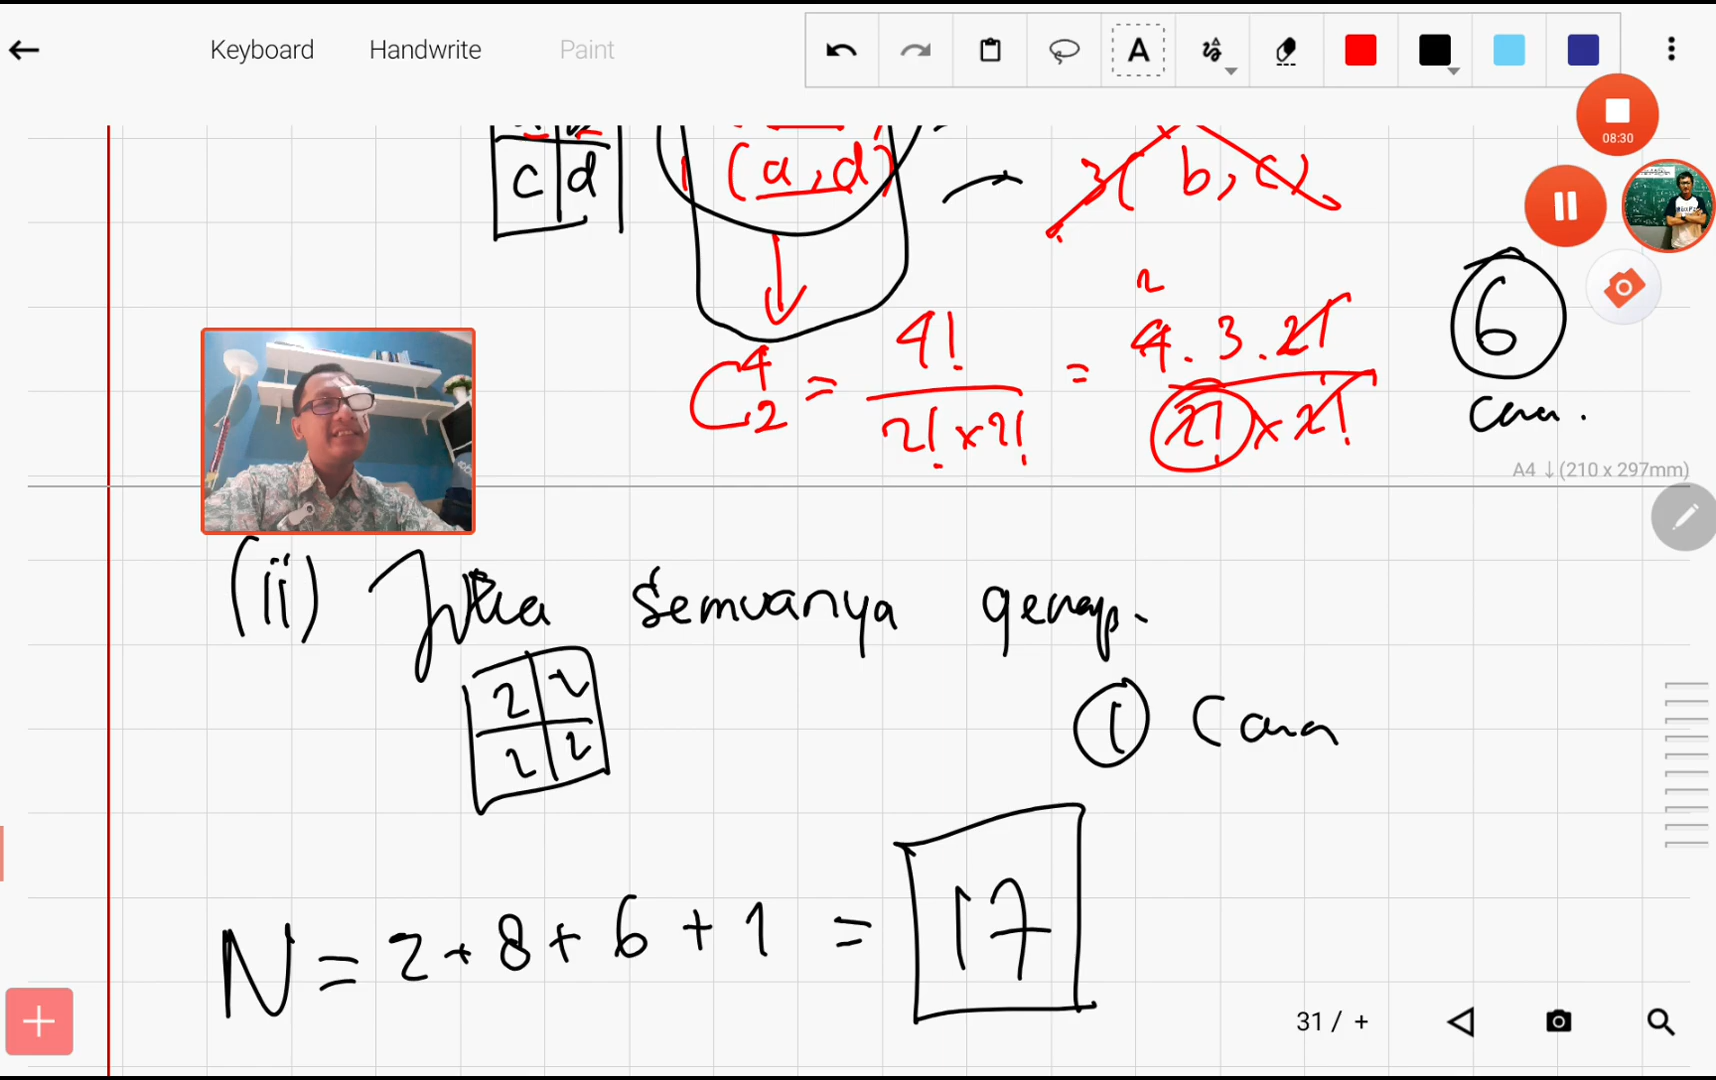 Keyboard Handwrite Paint A
08:30
c d (a, d) 3( b, c)
6
cara.
C⁴₂ = 4! / 2! x 2! = 4 . 3 . 2! / 2! x 2!
2
A4 ↓ (210 x 297mm)
(ii) Jika semuanya genap.
2 2
2 2
1 Cara
N = 2 + 8 + 6 + 1 = 17
31 / +